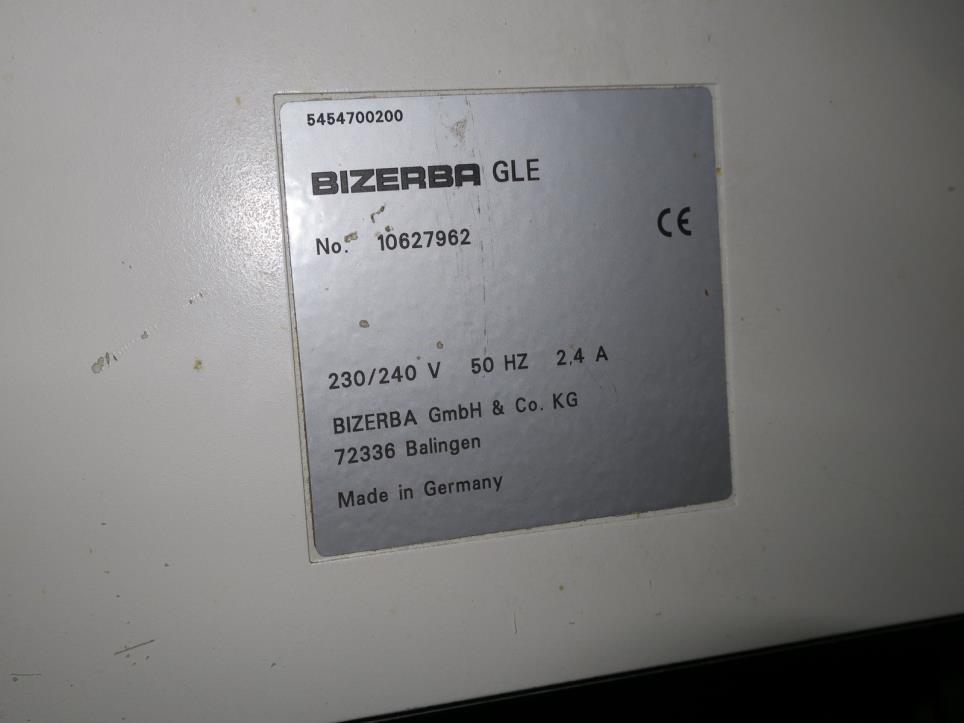 5454700200
BIZERBA GLE
No. 10627962
CE
230/240 V 50 HZ 2,4 A
BIZERBA GmbH & Co. KG
72336 Balingen
Made in Germany